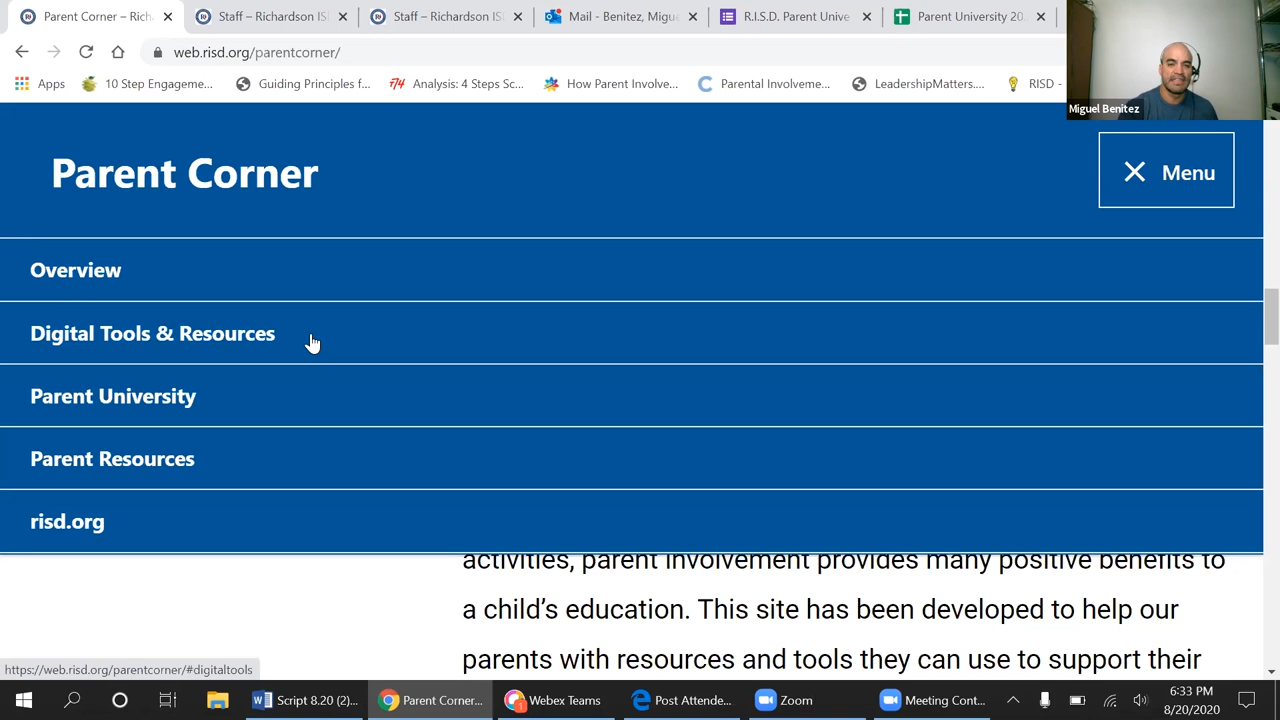 Parent Corner – Rich
Staff – Richardson IS
Staff – Richardson IS
Mail - Benitez, Migue
R.I.S.D. Parent Unive
Parent University 20
web.risd.org/parentcorner/
Apps
10 Step Engageme...
Guiding Principles f...
74
Analysis: 4 Steps Sc...
How Parent Involve...
Parental Involveme...
LeadershipMatters....
RISD -
Miguel Benitez
Parent Corner
Menu
Overview
Digital Tools & Resources
Parent University
Parent Resources
risd.org
activities, parent involvement provides many positive benefits to
a child’s education. This site has been developed to help our
parents with resources and tools they can use to support their
https://web.risd.org/parentcorner/#digitaltools
Script 8.20 (2)...
Parent Corner...
Webex Teams
Post Attende...
Zoom
Meeting Cont...
6:33 PM
8/20/2020